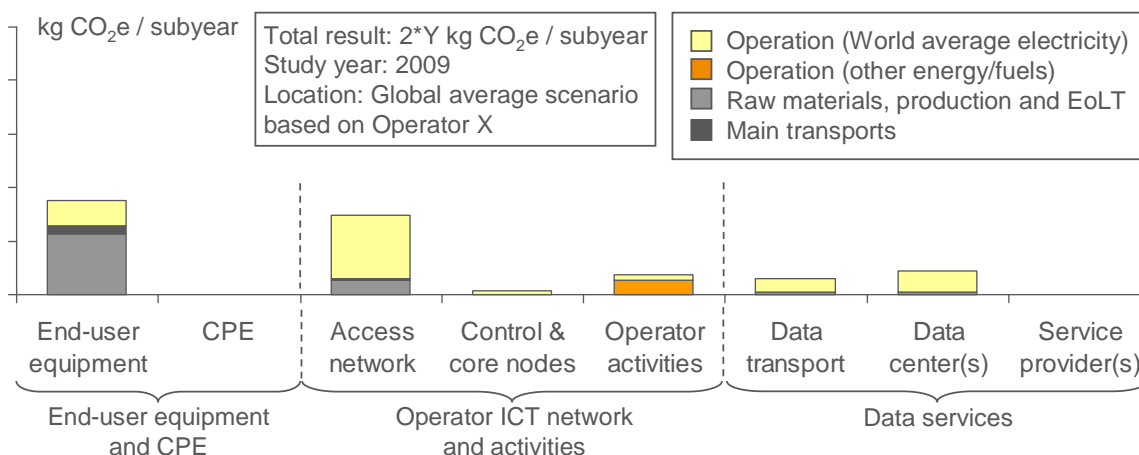 kg CO₂e / subyear
Total result: 2*Y kg CO₂e / subyear
Study year: 2009
Location: Global average scenario
based on Operator X
Operation (World average electricity)
Operation (other energy/fuels)
Raw materials, production and EoLT
Main transports
End-user
equipment
CPE
Access
network
Control &
core nodes
Operator
activities
Data
transport
Data
center(s)
Service
provider(s)
End-user equipment
and CPE
Operator ICT network
and activities
Data services